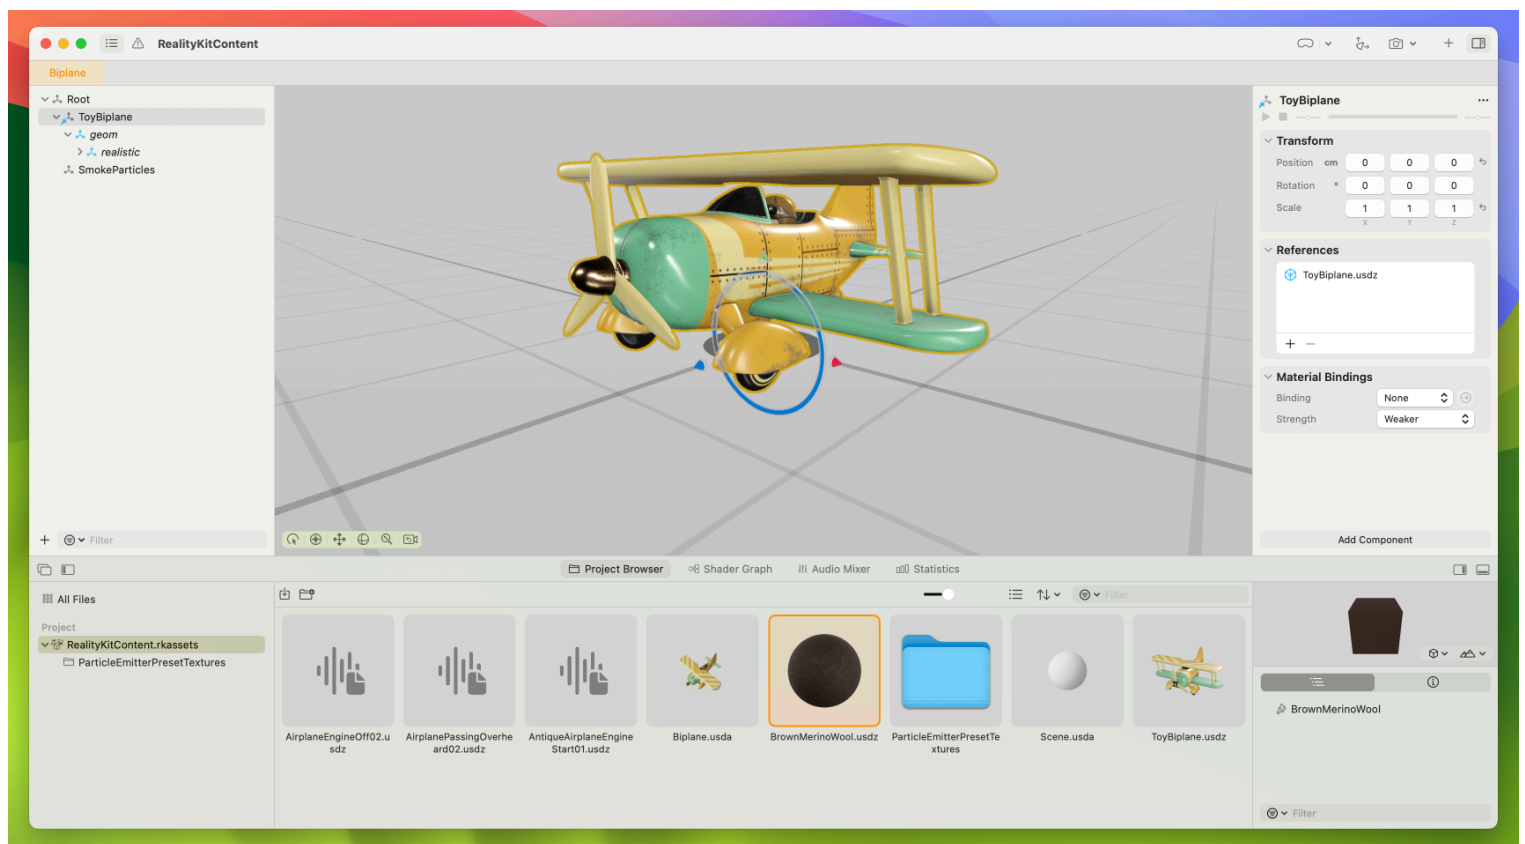 RealityKitContent
Biplane
Root
ToyBiplane
geom
realistic
SmokeParticles
Filter
ToyBiplane
Transform
Position cm 0 0 0
Rotation ° 0 0 0
Scale 1 1 1
X Y Z
References
ToyBiplane.usdz
Material Bindings
Binding None
Strength Weaker
Add Component
Project Browser Shader Graph Audio Mixer Statistics
All Files
Project
RealityKitContent.rkassets
ParticleEmitterPresetTextures
Filter
AirplaneEngineOff02.u
sdz
AirplanePassingOverhe
ard02.usdz
AntiqueAirplaneEngine
Start01.usdz
Biplane.usda
BrownMerinoWool.usdz
ParticleEmitterPresetTe
xtures
Scene.usda
ToyBiplane.usdz
BrownMerinoWool
Filter